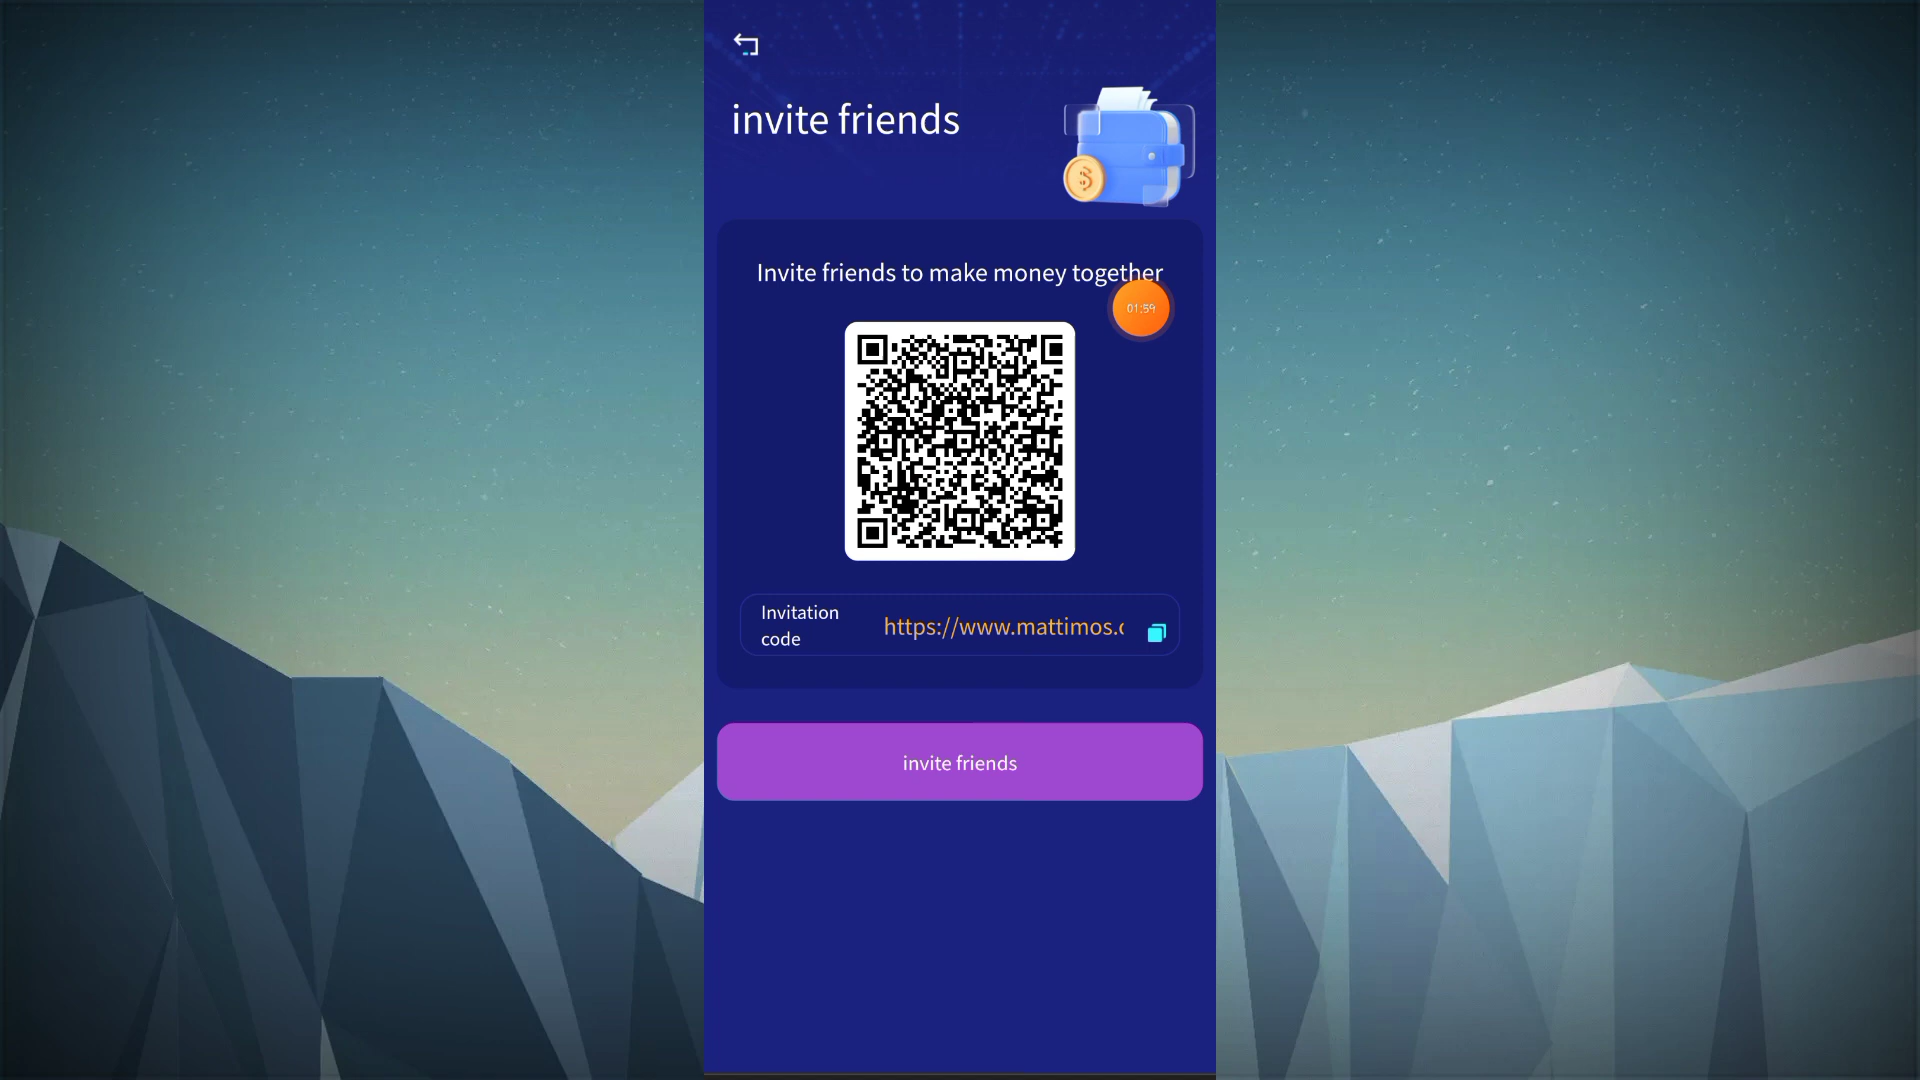 invite friends
Invite friends to make money together
01:59
Invitation
code
https://www.mattimos.
invite friends